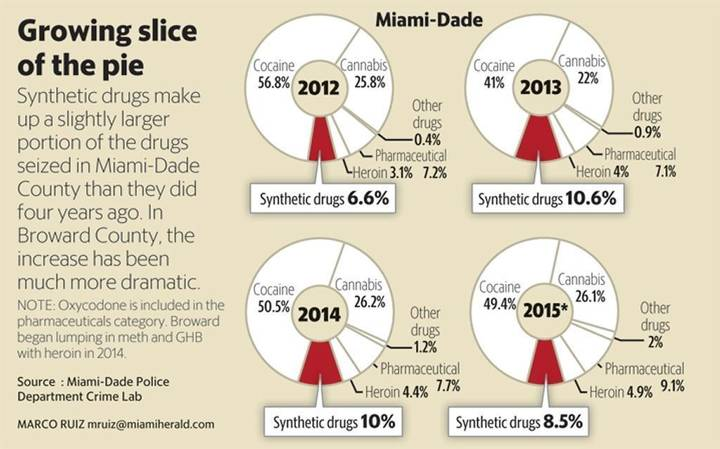 Growing slice
of the pie
Synthetic drugs make
up a slightly larger
portion of the drugs
seized in Miami-Dade
County than they did
four years ago. In
Broward County, the
increase has been
much more dramatic.
NOTE: Oxycodone is included in the
pharmaceuticals category. Broward
began lumping in meth and GHB
with heroin in 2014.
Source : Miami-Dade Police
Department Crime Lab
MARCO RUIZ mruiz@miamiherald.com
Miami-Dade
2012
Cocaine
56.8%
Cannabis
25.8%
Other
drugs
0.4%
Pharmaceutical
7.2%
Heroin 3.1%
Synthetic drugs 6.6%
2013
Cocaine
41%
Cannabis
22%
Other
drugs
0.9%
Pharmaceutical
7.1%
Heroin 4%
Synthetic drugs 10.6%
2014
Cocaine
50.5%
Cannabis
26.2%
Other
drugs
1.2%
Pharmaceutical
7.7%
Heroin 4.4%
Synthetic drugs 10%
2015*
Cocaine
49.4%
Cannabis
26.1%
Other
drugs
2%
Pharmaceutical
9.1%
Heroin 4.9%
Synthetic drugs 8.5%